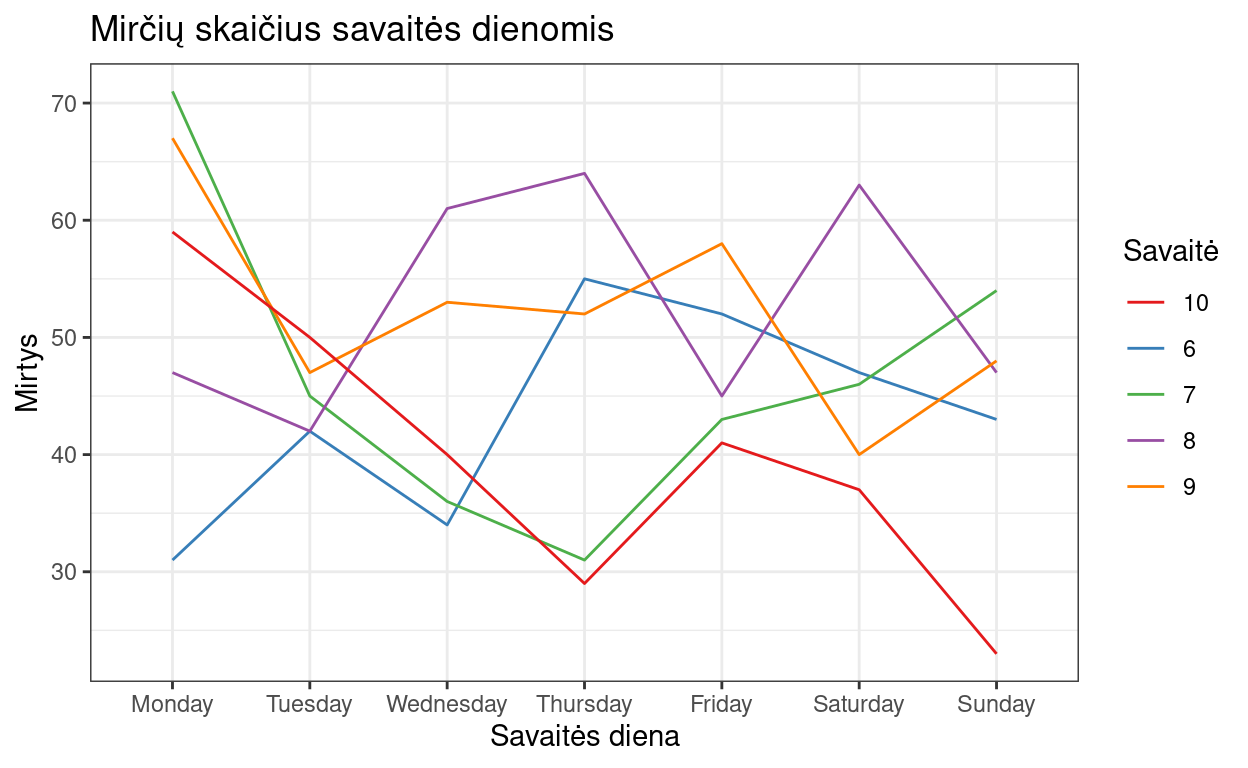 Mirčių skaičius savaitės dienomis
Mirtys
70
60
50
40
30
Monday Tuesday Wednesday Thursday Friday Saturday Sunday
Savaitės diena
Savaitė
10
6
7
8
9